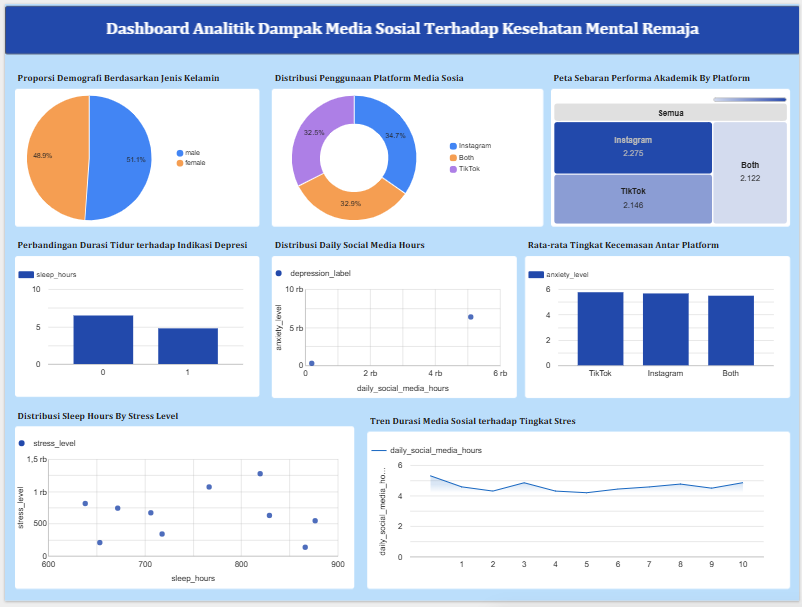 Dashboard Analitik Dampak Media Sosial Terhadap Kesehatan Mental Remaja
Proporsi Demografi Berdasarkan Jenis Kelamin
48.9%
51.1%
male
female
Distribusi Penggunaan Platform Media Sosia
32.5%
34.7%
32.9%
Instagram
Both
TikTok
Peta Sebaran Performa Akademik By Platform
Semua
Instagram
2.275
TikTok
2.146
Both
2.122
Perbandingan Durasi Tidur terhadap Indikasi Depresi
sleep_hours
10
5
0
0 1
Distribusi Daily Social Media Hours
depression_label
anxiety_level
10 rb
5 rb
0
0 2 rb 4 rb 6 rb
daily_social_media_hours
Rata-rata Tingkat Kecemasan Antar Platform
anxiety_level
6
4
2
0
TikTok Instagram Both
Distribusi Sleep Hours By Stress Level
stress_level
stress_level
1,5 rb
1 rb
500
0
600 700 800 900
sleep_hours
Tren Durasi Media Sosial terhadap Tingkat Stres
daily_social_media_hours
daily_social_media_ho...
6
4
2
0
1 2 3 4 5 6 7 8 9 10